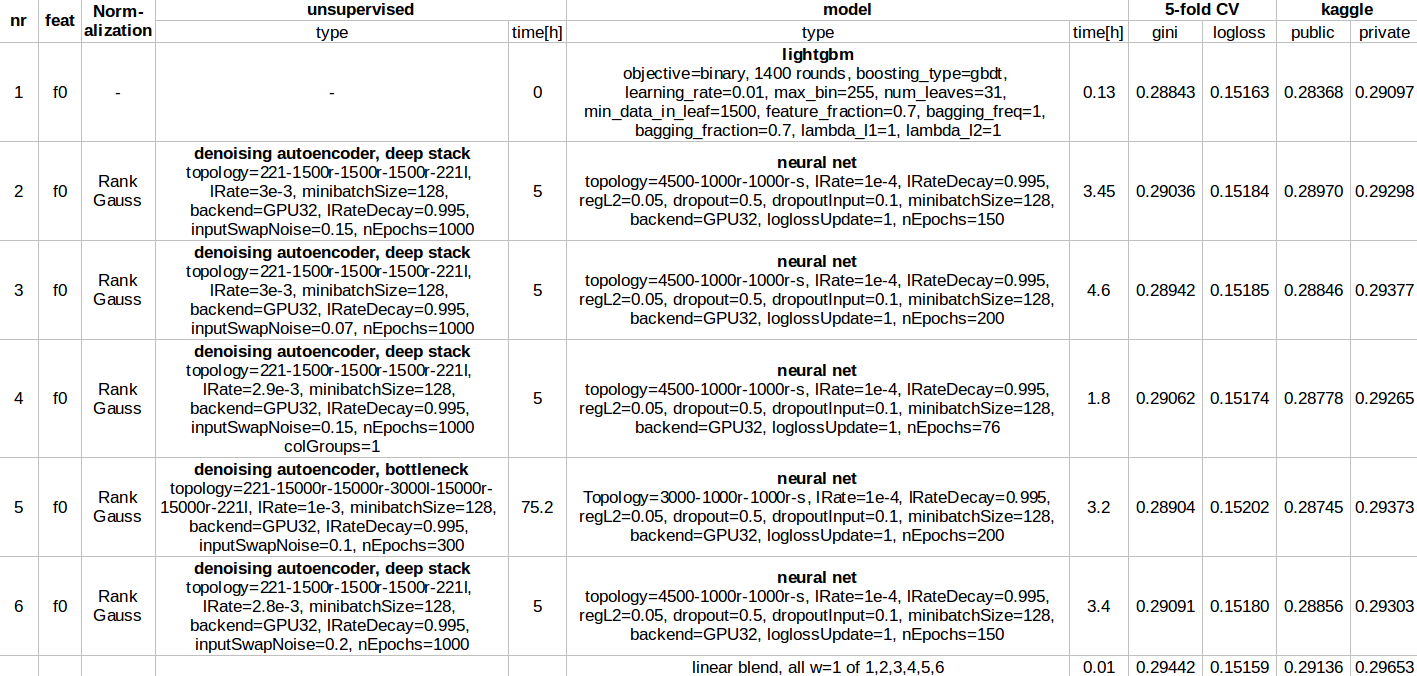 nr feat Norm-alization unsupervised model 5-fold CV kaggle
type time[h] type time[h] gini logloss public private
1 f0 - - 0
lightgbm
objective=binary, 1400 rounds, boosting_type=gbdt,
learning_rate=0.01, max_bin=255, num_leaves=31,
min_data_in_leaf=1500, feature_fraction=0.7, bagging_freq=1,
bagging_fraction=0.7, lambda_l1=1, lambda_l2=1
0.13 0.28843 0.15163 0.28368 0.29097
2 f0 Rank
Gauss
denoising autoencoder, deep stack
topology=221-1500r-1500r-1500r-221l,
lRate=3e-3, minibatchSize=128,
backend=GPU32, lRateDecay=0.995,
inputSwapNoise=0.15, nEpochs=1000
5
neural net
topology=4500-1000r-1000r-s, lRate=1e-4, lRateDecay=0.995,
regL2=0.05, dropout=0.5, dropoutInput=0.1, minibatchSize=128,
backend=GPU32, loglossUpdate=1, nEpochs=150
3.45 0.29036 0.15184 0.28970 0.29298
3 f0 Rank
Gauss
denoising autoencoder, deep stack
topology=221-1500r-1500r-1500r-221l,
lRate=3e-3, minibatchSize=128,
backend=GPU32, lRateDecay=0.995,
inputSwapNoise=0.07, nEpochs=1000
5
neural net
topology=4500-1000r-1000r-s, lRate=1e-4, lRateDecay=0.995,
regL2=0.05, dropout=0.5, dropoutInput=0.1, minibatchSize=128,
backend=GPU32, loglossUpdate=1, nEpochs=200
4.6 0.28942 0.15185 0.28846 0.29377
4 f0 Rank
Gauss
denoising autoencoder, deep stack
topology=221-1500r-1500r-1500r-221l,
lRate=2.9e-3, minibatchSize=128,
backend=GPU32, lRateDecay=0.995,
inputSwapNoise=0.15, nEpochs=1000
colGroups=1
5
neural net
topology=4500-1000r-1000r-s, lRate=1e-4, lRateDecay=0.995,
regL2=0.05, dropout=0.5, dropoutInput=0.1, minibatchSize=128,
backend=GPU32, loglossUpdate=1, nEpochs=76
1.8 0.29062 0.15174 0.28778 0.29265
5 f0 Rank
Gauss
denoising autoencoder, bottleneck
topology=221-15000r-15000r-3000l-15000r-
15000r-221l, lRate=1e-3, minibatchSize=128,
backend=GPU32, lRateDecay=0.995,
inputSwapNoise=0.1, nEpochs=300
75.2
neural net
Topology=3000-1000r-1000r-s, lRate=1e-4, lRateDecay=0.995,
regL2=0.05, dropout=0.5, dropoutInput=0.1, minibatchSize=128,
backend=GPU32, loglossUpdate=1, nEpochs=200
3.2 0.28904 0.15202 0.28745 0.29373
6 f0 Rank
Gauss
denoising autoencoder, deep stack
topology=221-1500r-1500r-1500r-221l,
lRate=2.8e-3, minibatchSize=128,
backend=GPU32, lRateDecay=0.995,
inputSwapNoise=0.2, nEpochs=1000
5
neural net
topology=4500-1000r-1000r-s, lRate=1e-4, lRateDecay=0.995,
regL2=0.05, dropout=0.5, dropoutInput=0.1, minibatchSize=128,
backend=GPU32, loglossUpdate=1, nEpochs=150
3.4 0.29091 0.15180 0.28856 0.29303
linear blend, all w=1 of 1,2,3,4,5,6 0.01 0.29442 0.15159 0.29136 0.29653